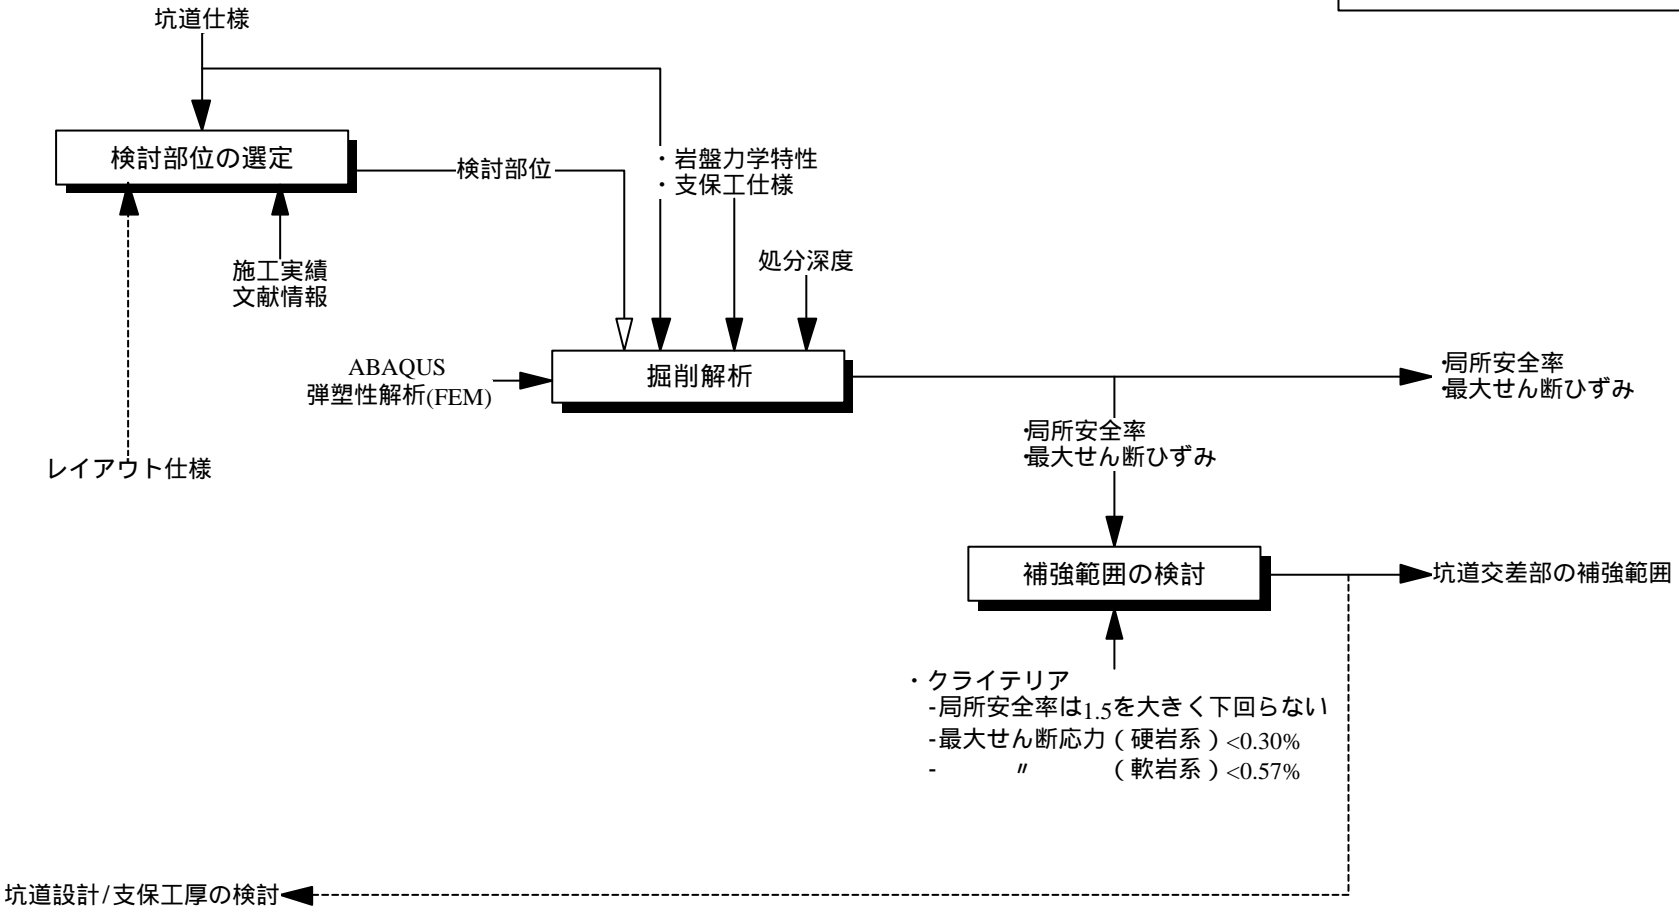 坑道仕様
検討部位の選定
検討部位
・岩盤力学特性
・支保工仕様
施工実績
文献情報
処分深度
ABAQUS
弾塑性解析(FEM)
掘削解析
・局所安全率
・最大せん断ひずみ
・局所安全率
・最大せん断ひずみ
レイアウト仕様
補強範囲の検討
坑道交差部の補強範囲
・クライテリア
-局所安全率は1.5を大きく下回らない
-最大せん断応力(硬岩系)<0.30%
- 〃 (軟岩系)<0.57%
坑道設計/支保工厚の検討